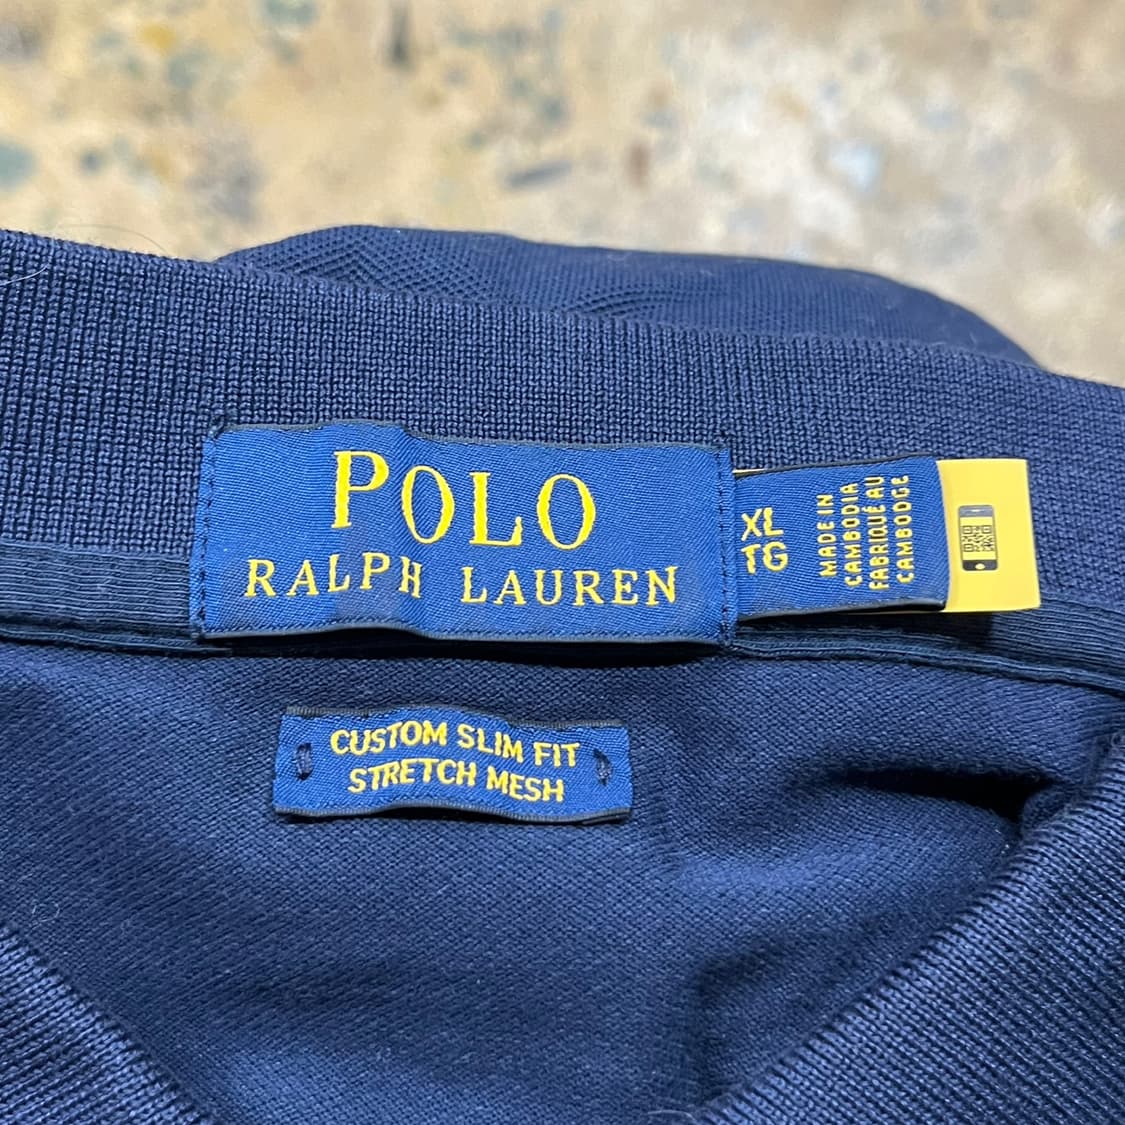 POLO
RALPH LAUREN
XL
TG
MADE IN
CAMBODIA
FABRIQUÉ AU
CAMBODGE
CUSTOM SLIM FIT
STRETCH MESH